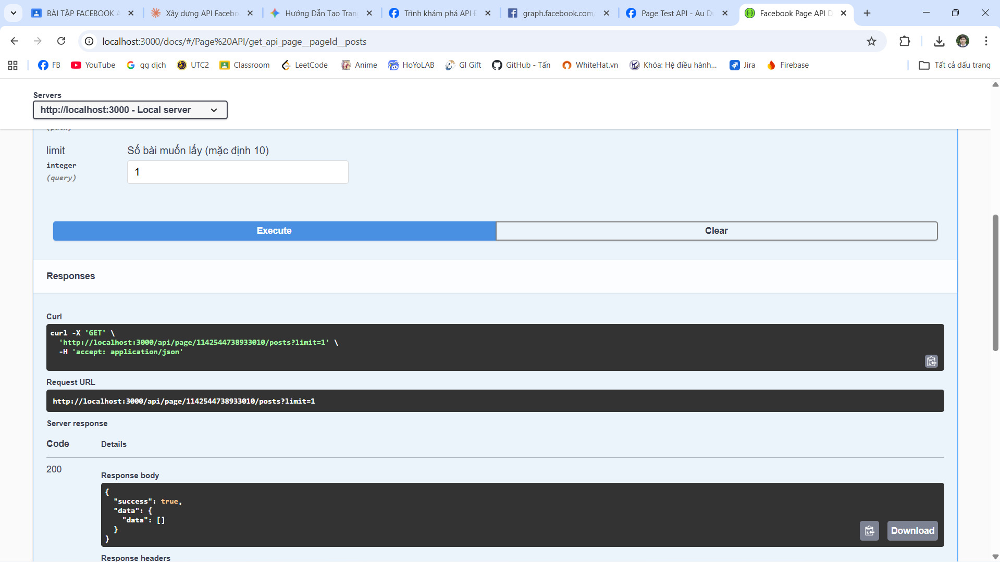 BÀI TẬP FACEBOOK A
Xây dựng API Facebo
Hướng Dẫn Tạo Tran
Trình khám phá API Đ
graph.facebook.com/
Page Test API - Au D
Facebook Page API D
localhost:3000/docs/#/Page%20API/get_api_page__pageId__posts
FB
YouTube
gg dịch
UTC2
Classroom
LeetCode
Anime
HoYoLAB
GI Gift
GitHub - Tấn
WhiteHat.vn
Khóa: Hệ điều hành...
Jira
Firebase
Tất cả dấu trang
Servers
http://localhost:3000 - Local server
(path)
limit
Số bài muốn lấy (mặc định 10)
integer
(query)
1
Execute
Clear
Responses
Curl
curl -X 'GET' \
'http://localhost:3000/api/page/1142544738933010/posts?limit=1' \
-H 'accept: application/json'
Request URL
http://localhost:3000/api/page/1142544738933010/posts?limit=1
Server response
Code
Details
200
Response body
{
"success": true,
"data": {
"data": []
}
}
Download
Response headers